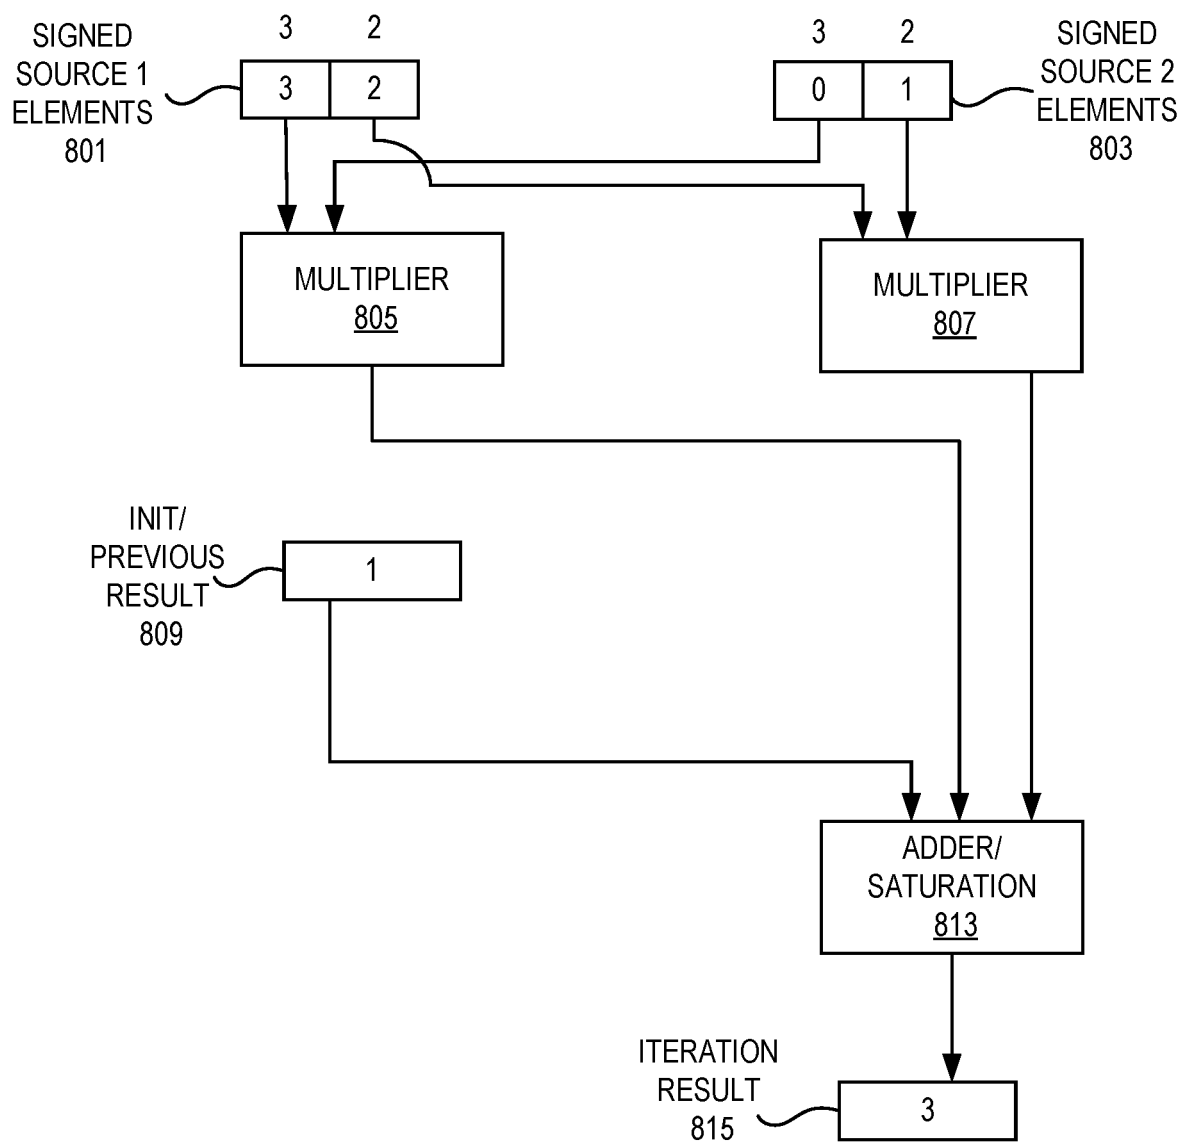 SIGNED
SOURCE 1
ELEMENTS
801
3 2
3 2
3 2
0 1
SIGNED
SOURCE 2
ELEMENTS
803
MULTIPLIER
805
MULTIPLIER
807
INIT/
PREVIOUS
RESULT
809
1
ADDER/
SATURATION
813
ITERATION
RESULT
815
3